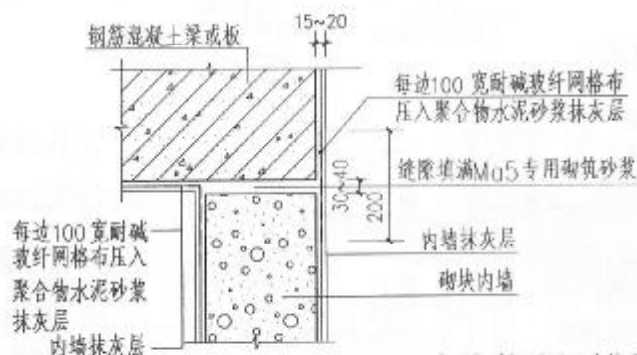 15~20
钢筋混凝土梁或板
每边100宽耐碱玻纤网格布
压入聚合物水泥砂浆抹灰层
缝隙填满Ma5专用砌筑砂浆
30~40
200
内墙抹灰层
砌块内墙
每边100宽耐碱
玻纤网格布压入
聚合物水泥砂浆
抹灰层
内墙抹灰层